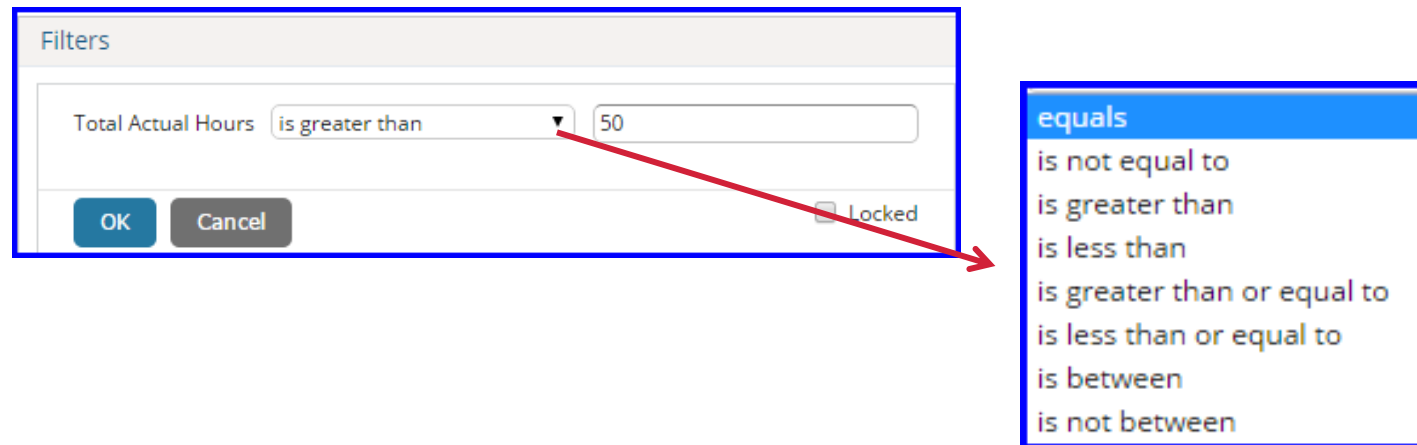 Filters
Total Actual Hours is greater than 50
OK Cancel Locked
equals
is not equal to
is greater than
is less than
is greater than or equal to
is less than or equal to
is between
is not between